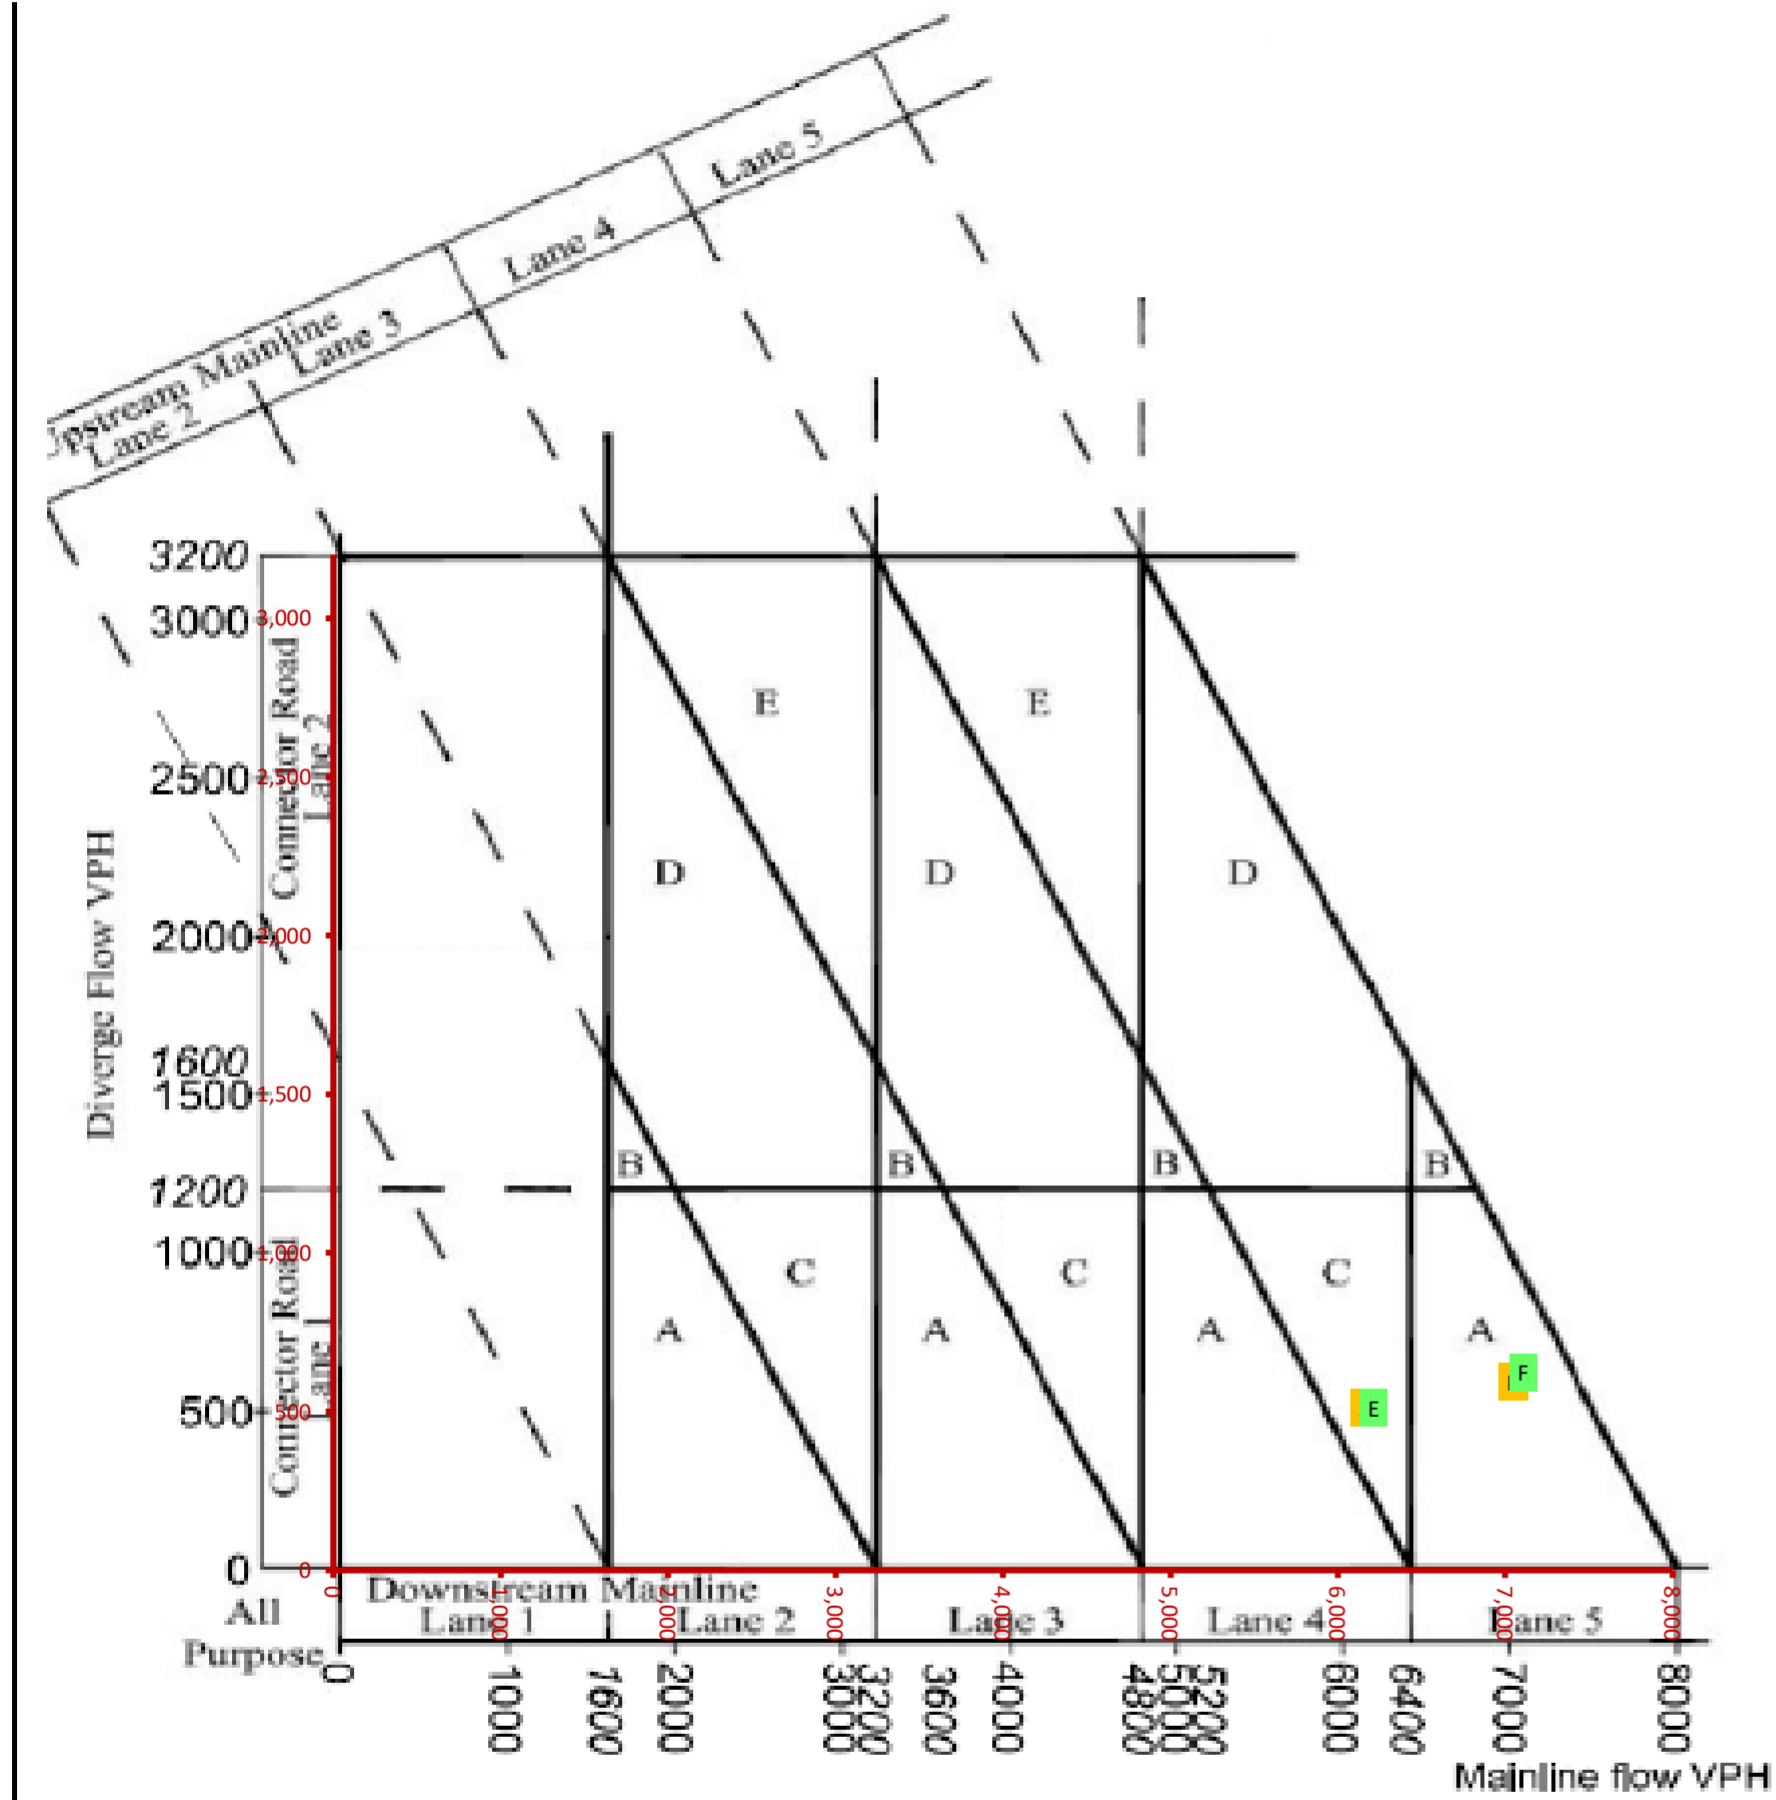 Lane 5
Lane 4
Upstream Mainline
Lane 3
Lane 2
3200
3000
3,000
Connector Road
Lane 2
E
E
2500
2,500
D
D
D
Diverge Flow VPH
2000
2,000
1600
1500
1,500
B
B
B
B
1200
1000
1,000
C
C
C
A
A
A
A
Connector Road
Lane 1
F
500
500
E
0
0
0
1,000
2,000
3,000
4,000
5,000
6,000
7,000
8,000
Downstream Mainline
All
Purpose
Lane 1
Lane 2
Lane 3
Lane 4
Lane 5
0
1000
1600
2000
3000
3200
3600
4000
4800
5000
5200
6000
6400
7000
8000
Mainline flow VPH